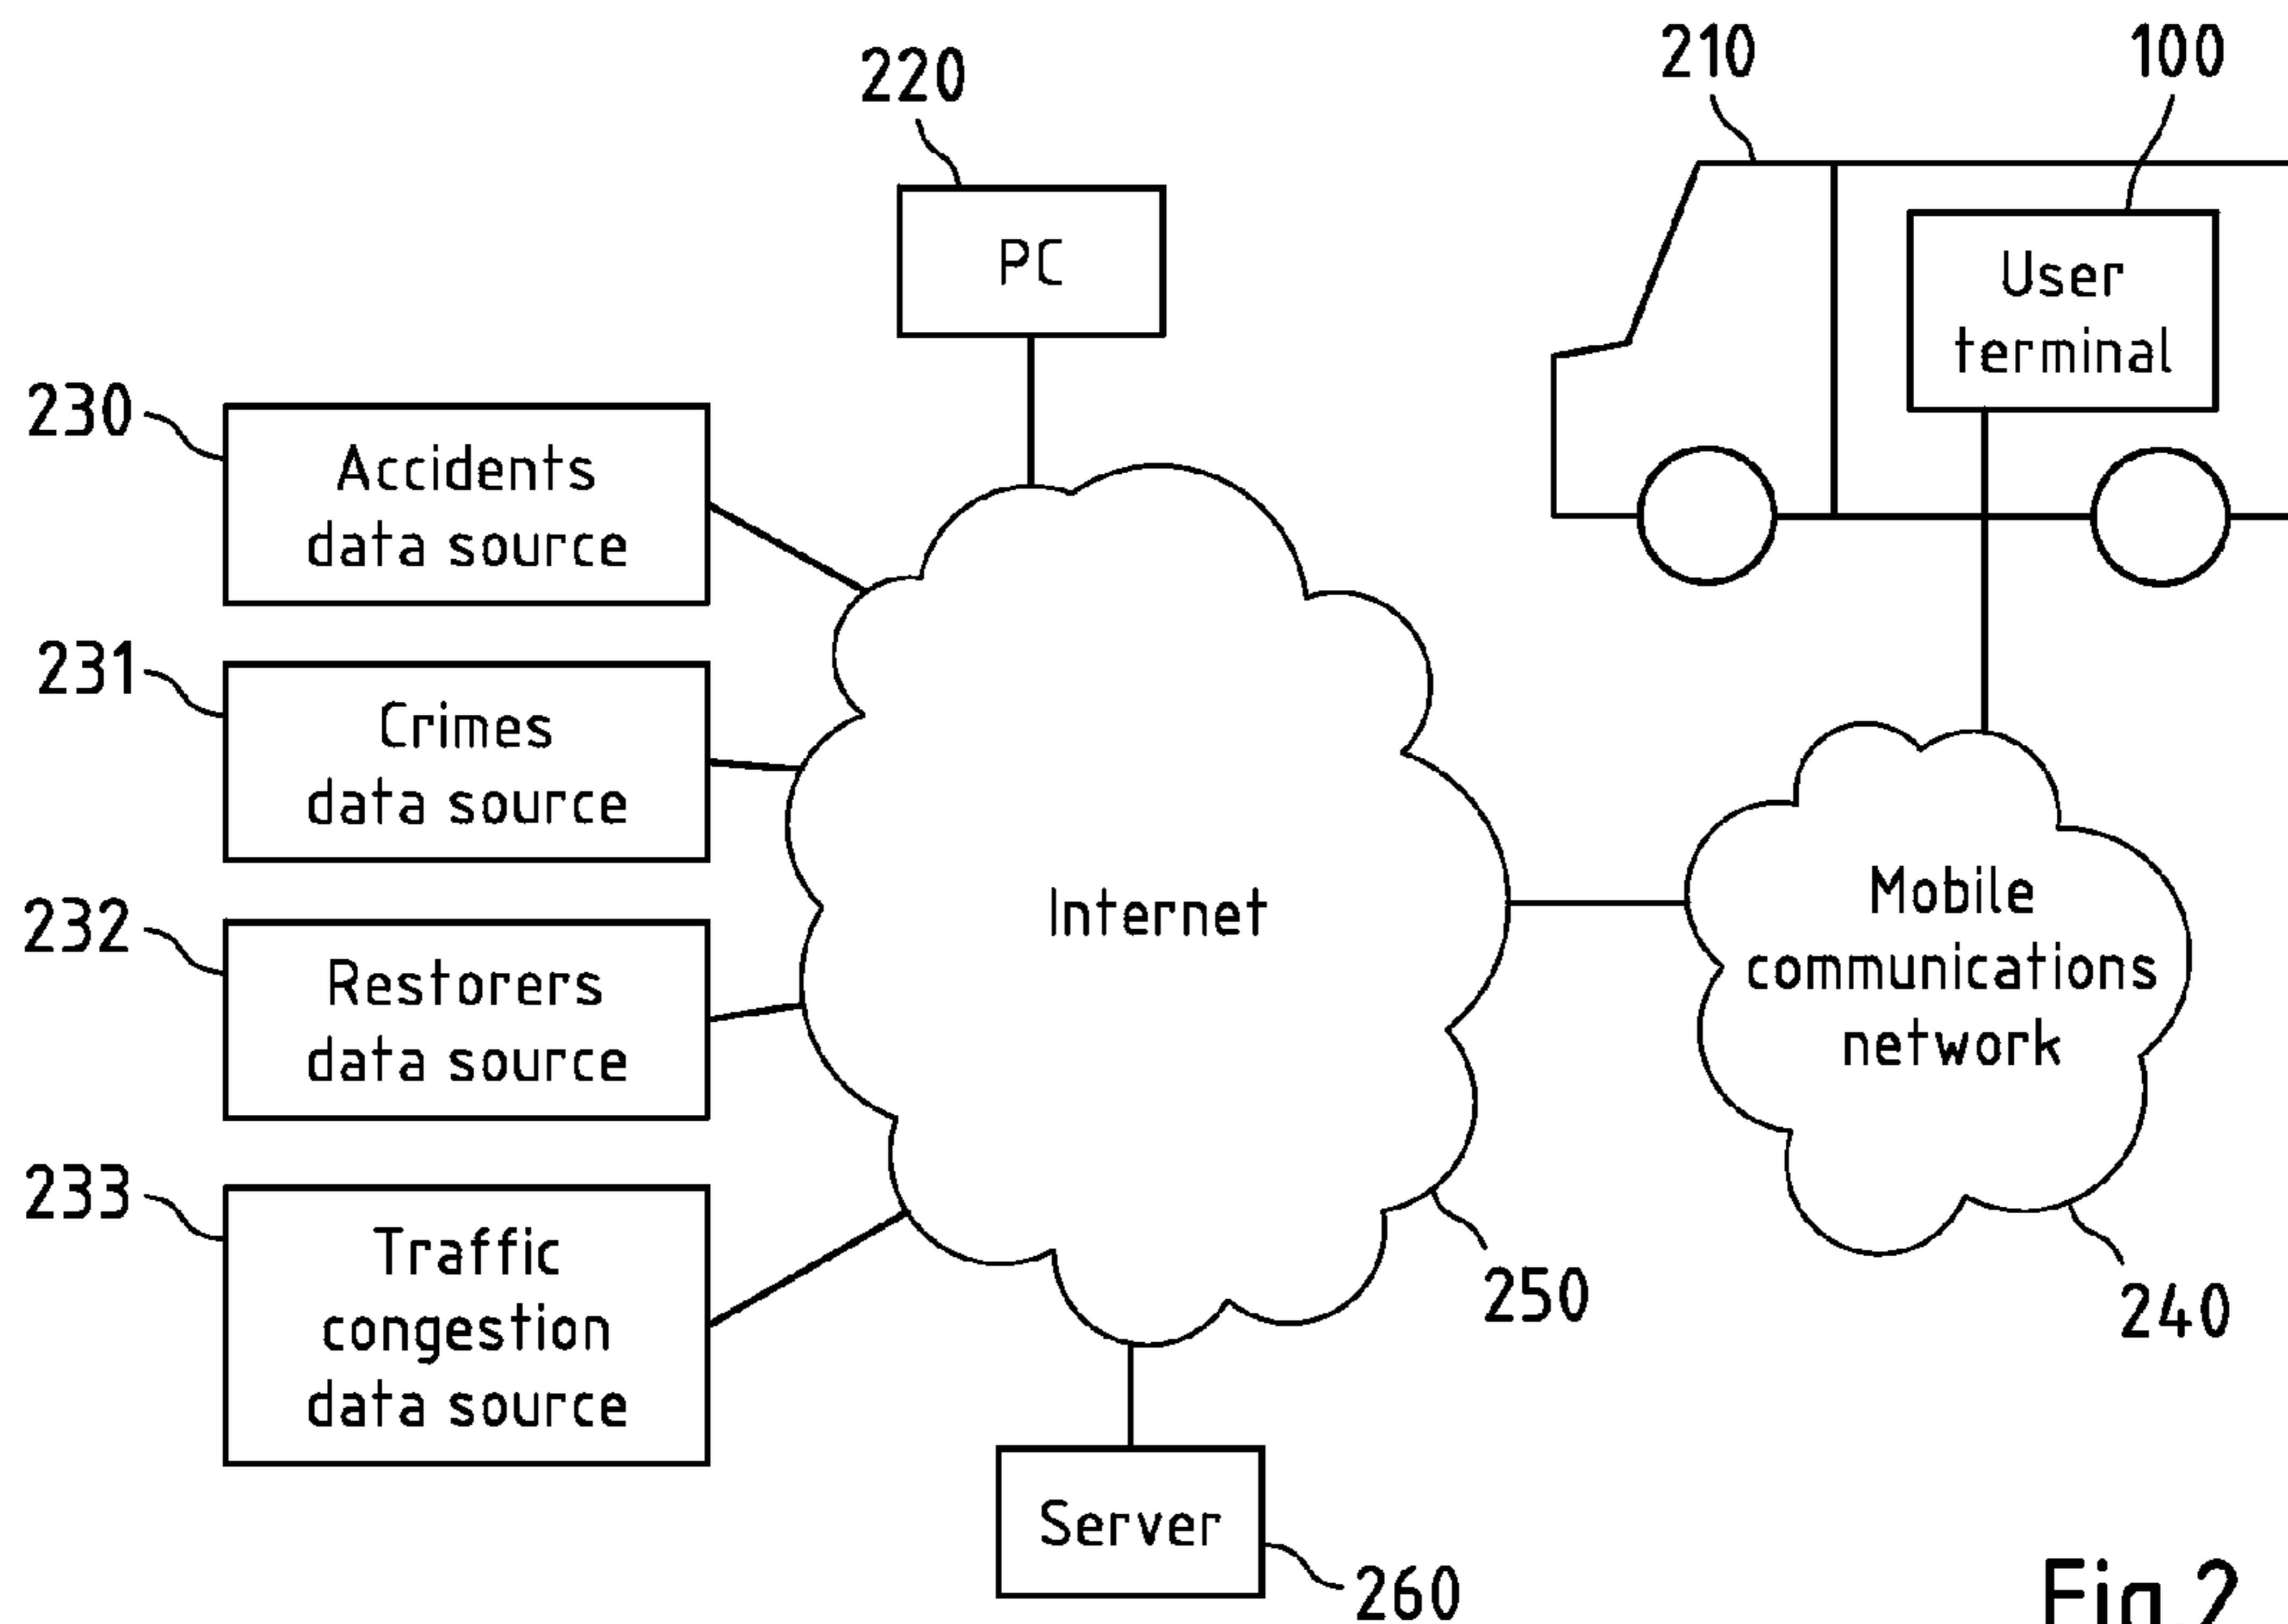 220
210
100
PC
User
terminal
230
Accidents
data source
231
Crimes
data source
232
Restorers
data source
233
Traffic
congestion
data source
Internet
Mobile
communications
network
250
240
Server
260
Fig.2